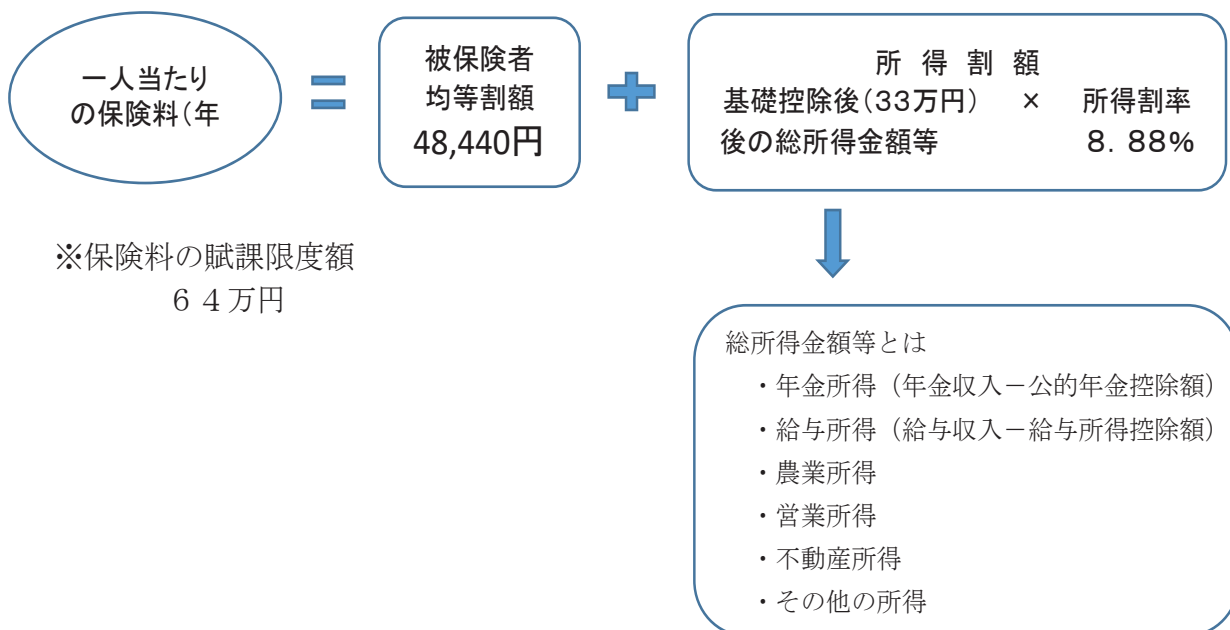 一人当たり
の保険料(年
=
被保険者
均等割額
48,440円
+
所 得 割 額
基礎控除後(33万円) × 所得割率
後の総所得金額等 8.88%
※保険料の賦課限度額
64万円
総所得金額等とは
・年金所得(年金収入-公的年金控除額)
・給与所得(給与収入-給与所得控除額)
・農業所得
・営業所得
・不動産所得
・その他の所得